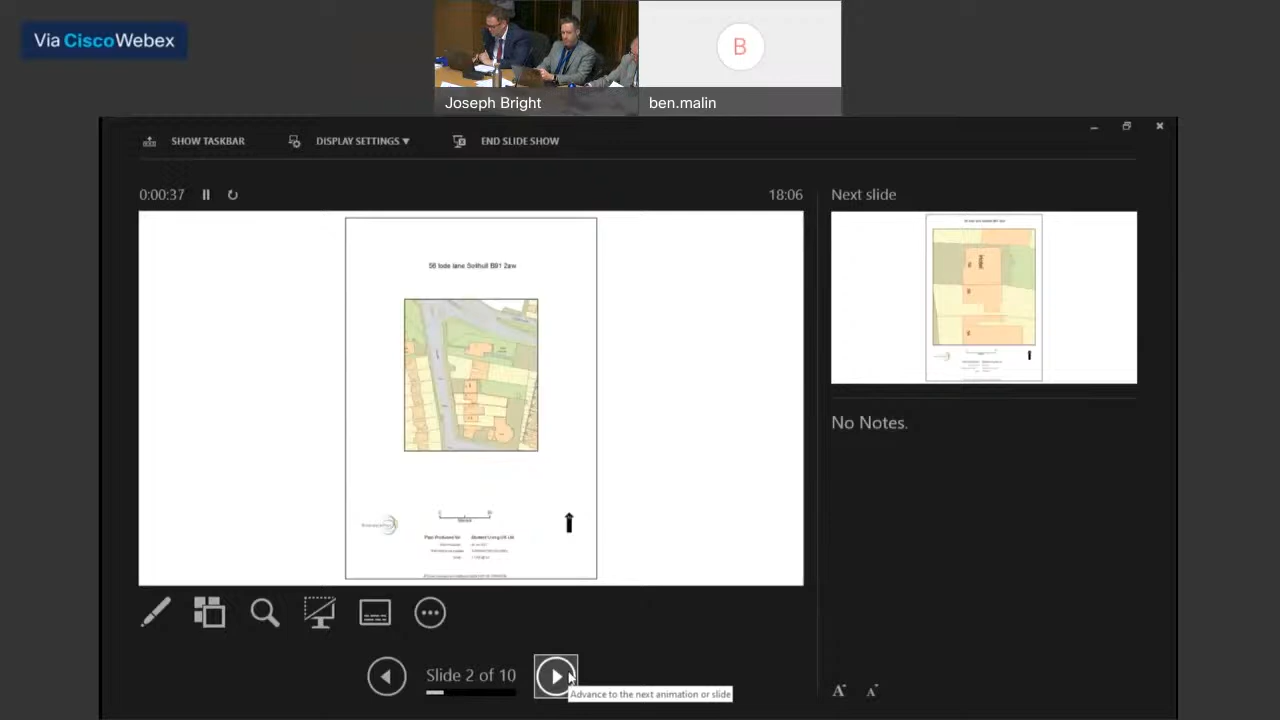 Via CiscoWebex
Joseph Bright
ben.malin
B
SHOW TASKBAR
DISPLAY SETTINGS
END SLIDE SHOW
0:00:37
18:06
Next slide
58 lode lane Solihull B91 2aw
Hotel
No Notes.
Slide 2 of 10
Advance to the next animation or slide
A
A